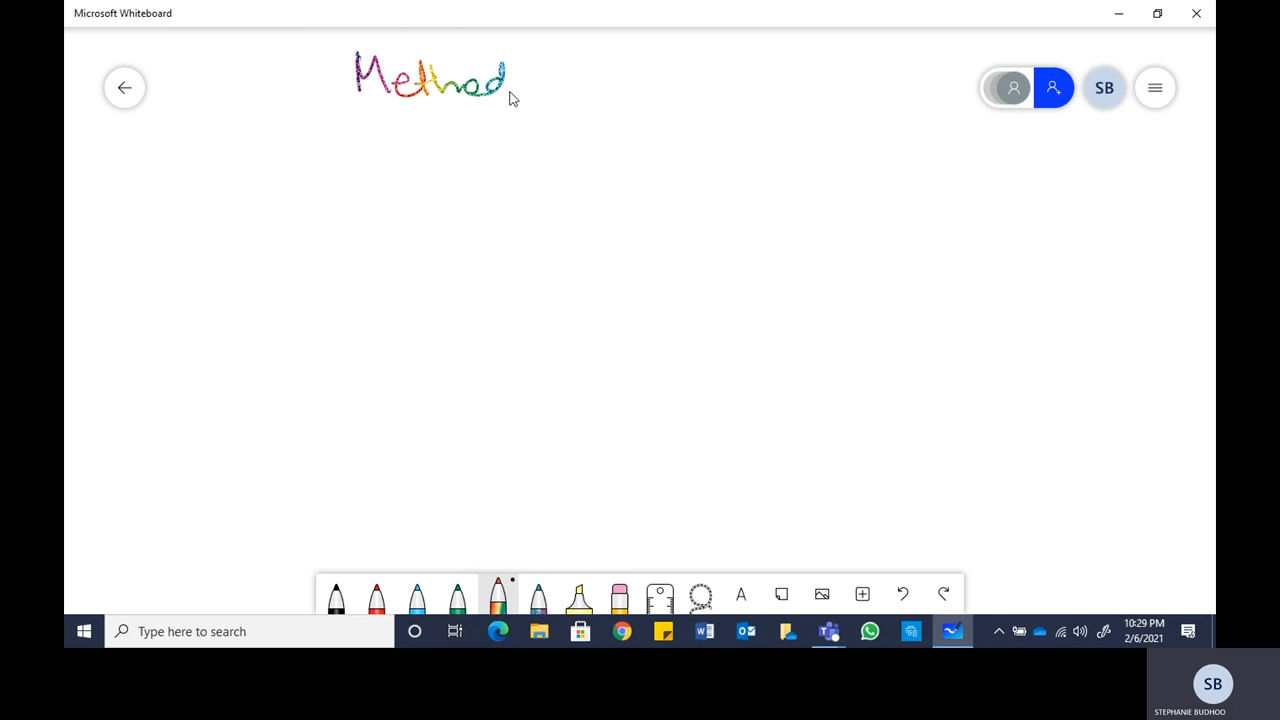 Microsoft Whiteboard
Method
SB
A
Type here to search
10:29 PM
2/6/2021
SB
STEPHANIE BUDHOO